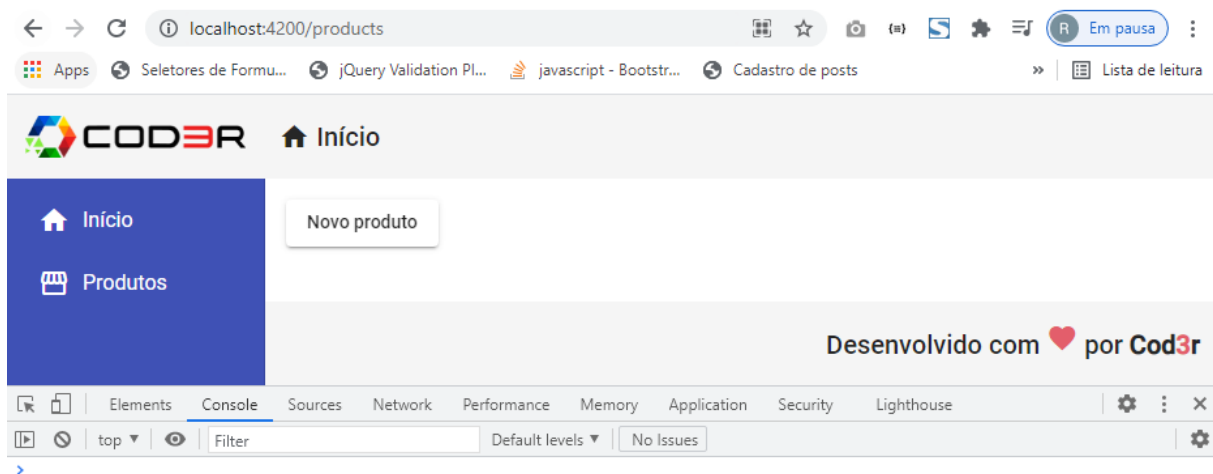 localhost:4200/products
R Em pausa
Apps Seletores de Formu... jQuery Validation Pl... javascript - Bootstr... Cadastro de posts » Lista de leitura
COD3R Início
Início
Novo produto
Produtos
Desenvolvido com por Cod3r
Elements Console Sources Network Performance Memory Application Security Lighthouse
top Filter Default levels No Issues